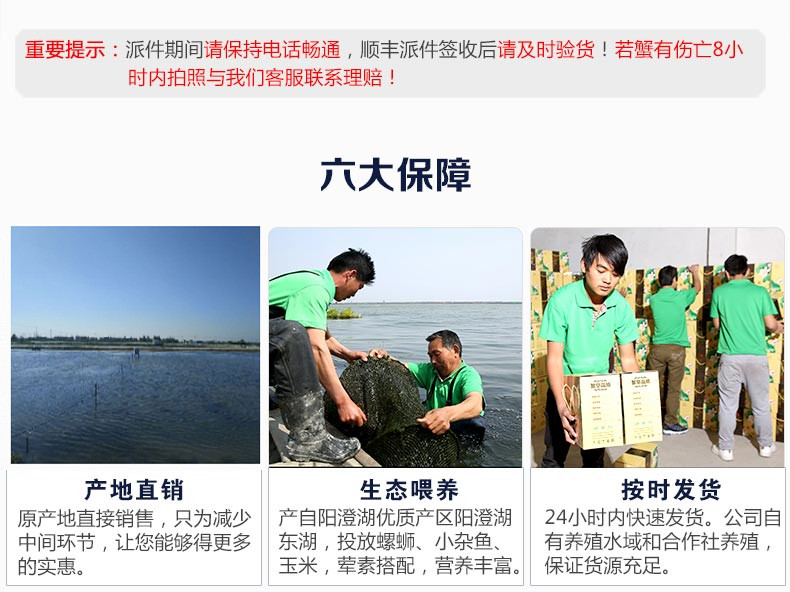 重要提示：派件期间请保持电话畅通，顺丰派件签收后请及时验货！若蟹有伤亡8小
时内拍照与我们客服联系理赔！
六大保障
产地直销
原产地直接销售，只为减少
中间环节，让您能够得更多
的实惠。
生态喂养
产自阳澄湖优质产区阳澄湖
东湖，投放螺蛳、小杂鱼、
玉米，荤素搭配，营养丰富。
按时发货
24小时内快速发货。公司自
有养殖水域和合作社养殖，
保证货源充足。